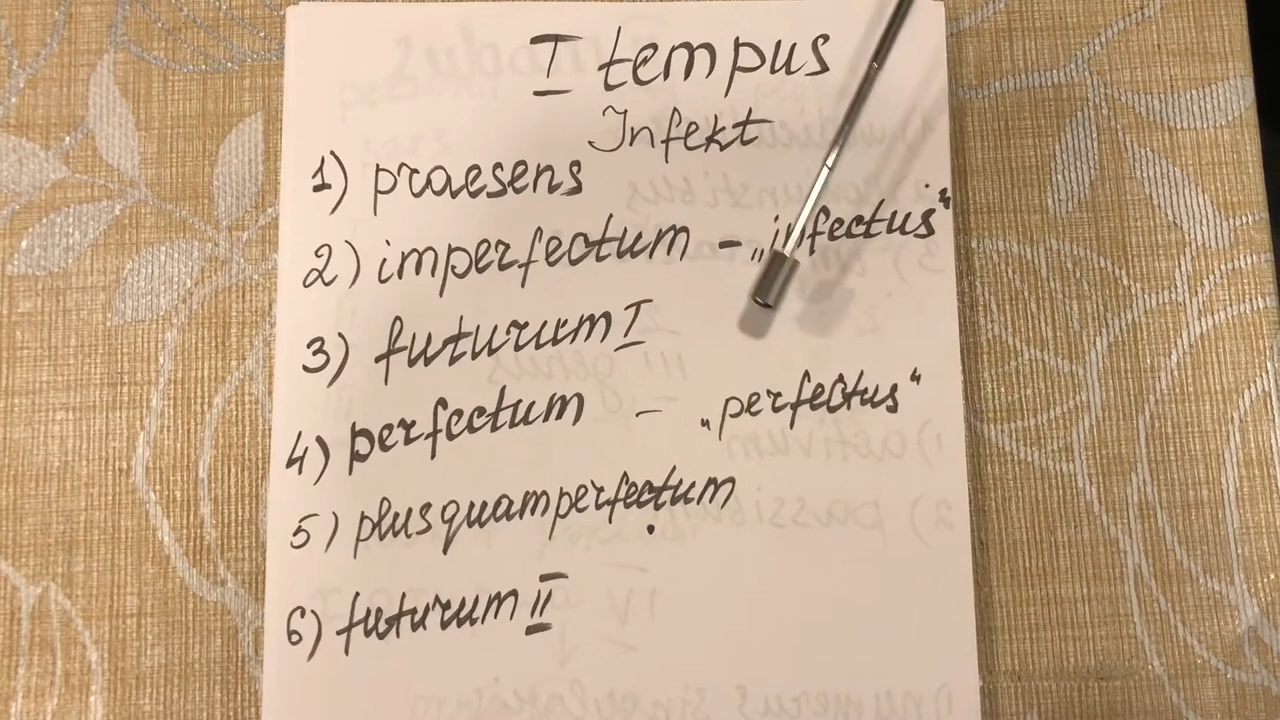 I tempus
Infekt
1) praesens
2) imperfectum – „infectus“
3) futurum I
4) perfectum – „perfectus“
5) plusquamperfectum
6) futurum II